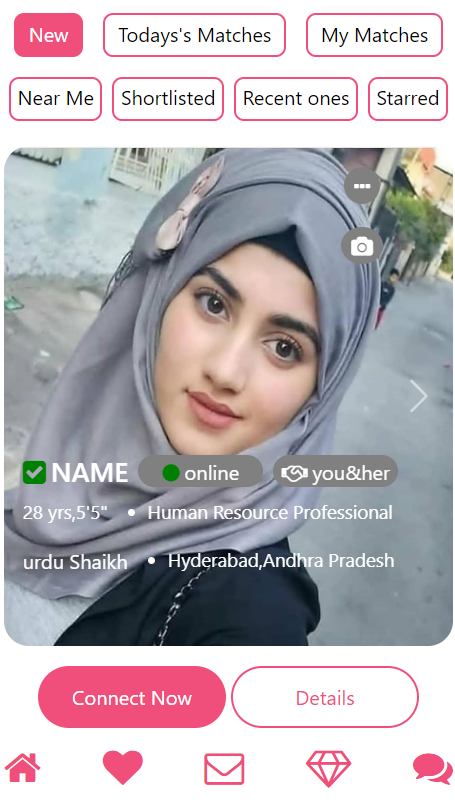 New Todays's Matches My Matches
Near Me Shortlisted Recent ones Starred
NAME online you&her
28 yrs,5'5" • Human Resource Professional
urdu Shaikh • Hyderabad,Andhra Pradesh
Connect Now Details